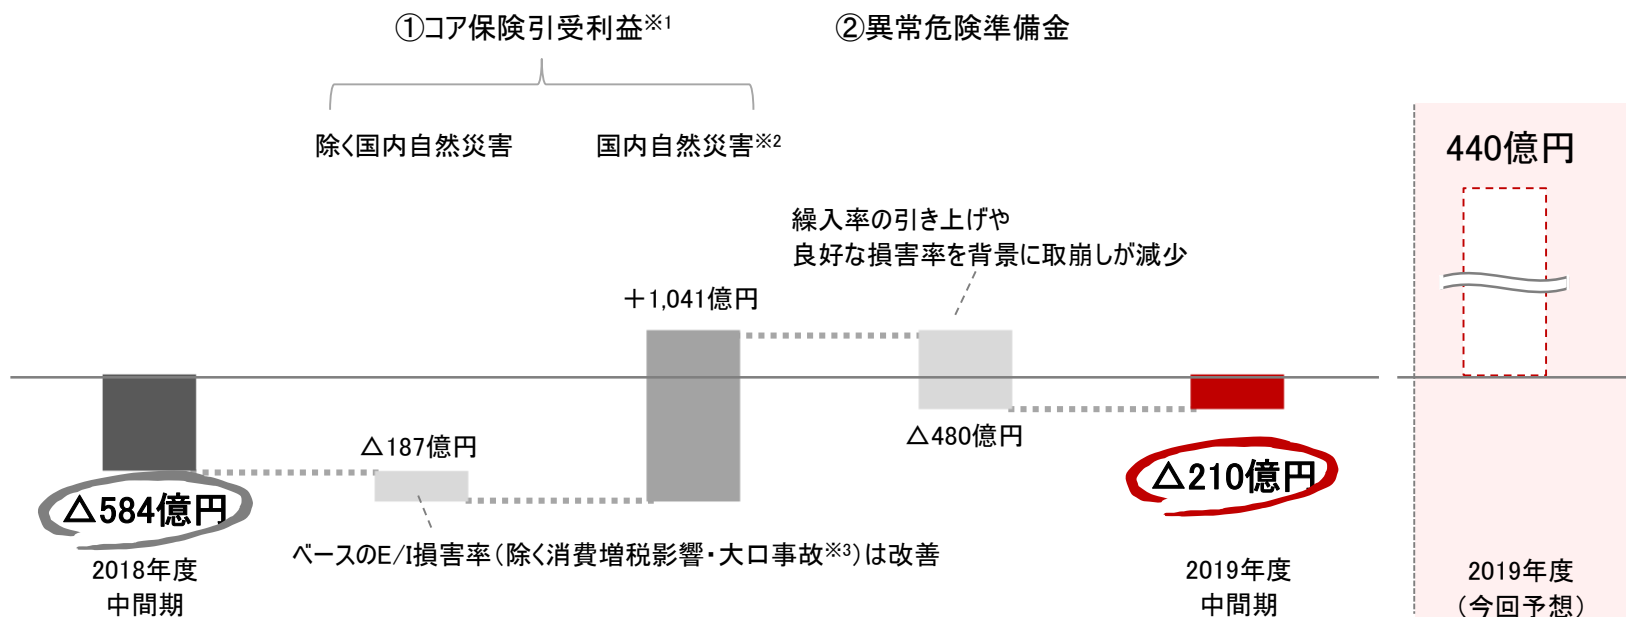 ①コア保険引受利益※1
②異常危険準備金
除く国内自然災害
国内自然災害※2
440億円
繰入率の引き上げや
良好な損害率を背景に取崩しが減少
＋1,041億円
△187億円
△480億円
△584億円
△210億円
ベースのE/I損害率（除く消費増税影響・大口事故※3）は改善
2018年度
中間期
2019年度
中間期
2019年度
（今回予想）